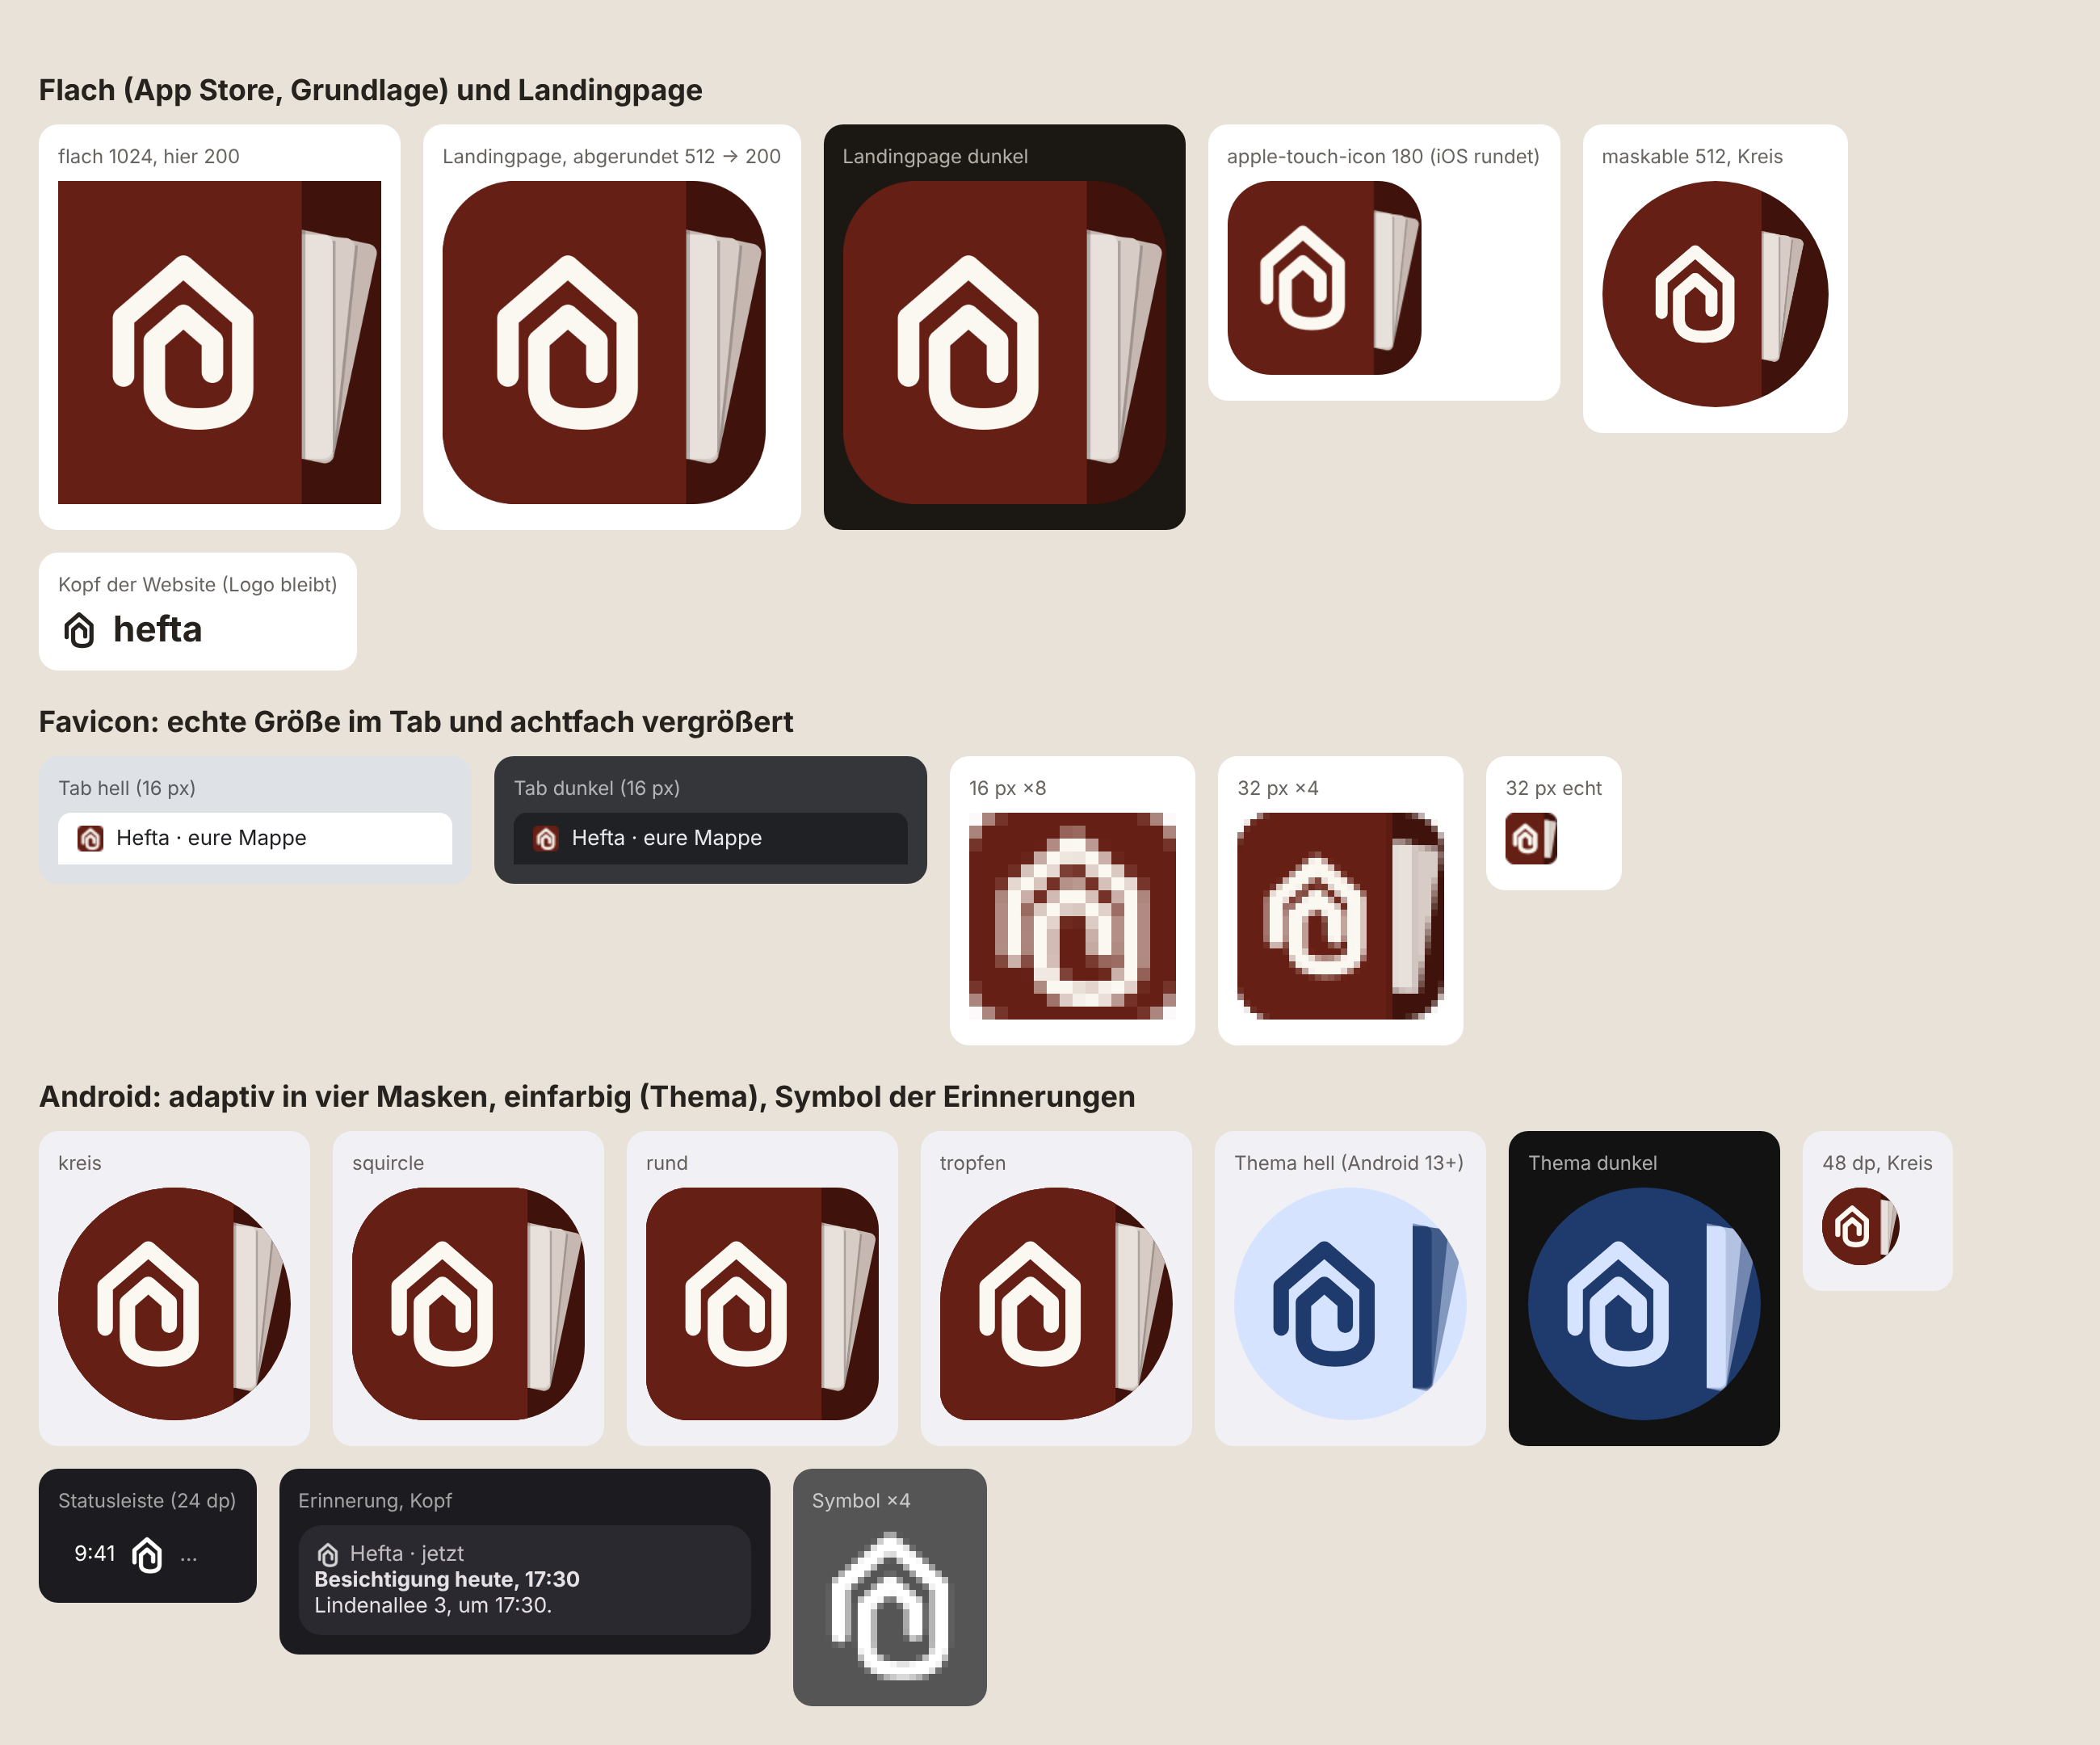 Flach (App Store, Grundlage) und Landingpage
flach 1024, hier 200
Landingpage, abgerundet 512 → 200
Landingpage dunkel
apple-touch-icon 180 (iOS rundet)
maskable 512, Kreis
Kopf der Website (Logo bleibt)
hefta
Favicon: echte Größe im Tab und achtfach vergrößert
Tab hell (16 px)
Hefta · eure Mappe
Tab dunkel (16 px)
Hefta · eure Mappe
16 px ×8
32 px ×4
32 px echt
Android: adaptiv in vier Masken, einfarbig (Thema), Symbol der Erinnerungen
kreis
squircle
rund
tropfen
Thema hell (Android 13+)
Thema dunkel
48 dp, Kreis
Statusleiste (24 dp)
9:41 ...
Erinnerung, Kopf
Hefta · jetzt
Besichtigung heute, 17:30
Lindenallee 3, um 17:30.
Symbol ×4